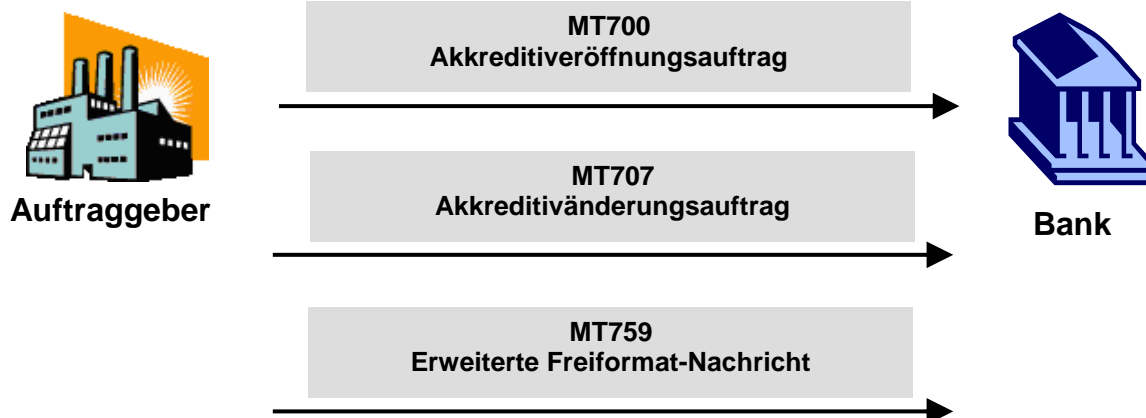 MT700
Akkreditiveröffnungsauftrag
Auftraggeber
MT707
Akkreditivänderungsauftrag
Bank
MT759
Erweiterte Freiformat-Nachricht